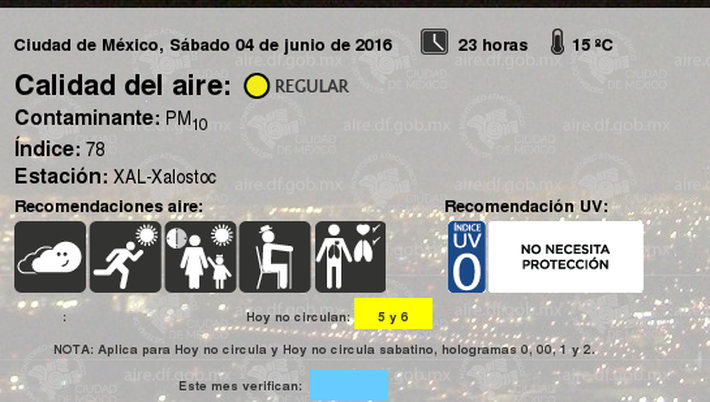 Ciudad de México, Sábado 04 de junio de 2016 23 horas 15 ºC
Calidad del aire: REGULAR
Contaminante: PM10
Índice: 78
Estación: XAL-Xalostoc
Recomendaciones aire: Recomendación UV:
ÍNDICE
UV
0
NO NECESITA
PROTECCIÓN
: Hoy no circulan: 5 y 6
NOTA: Aplica para Hoy no circula y Hoy no circula sabatino, hologramas 0, 00, 1 y 2.
Este mes verifican:
aire.df.gob.mx
CIUDAD
DE MÉXICO